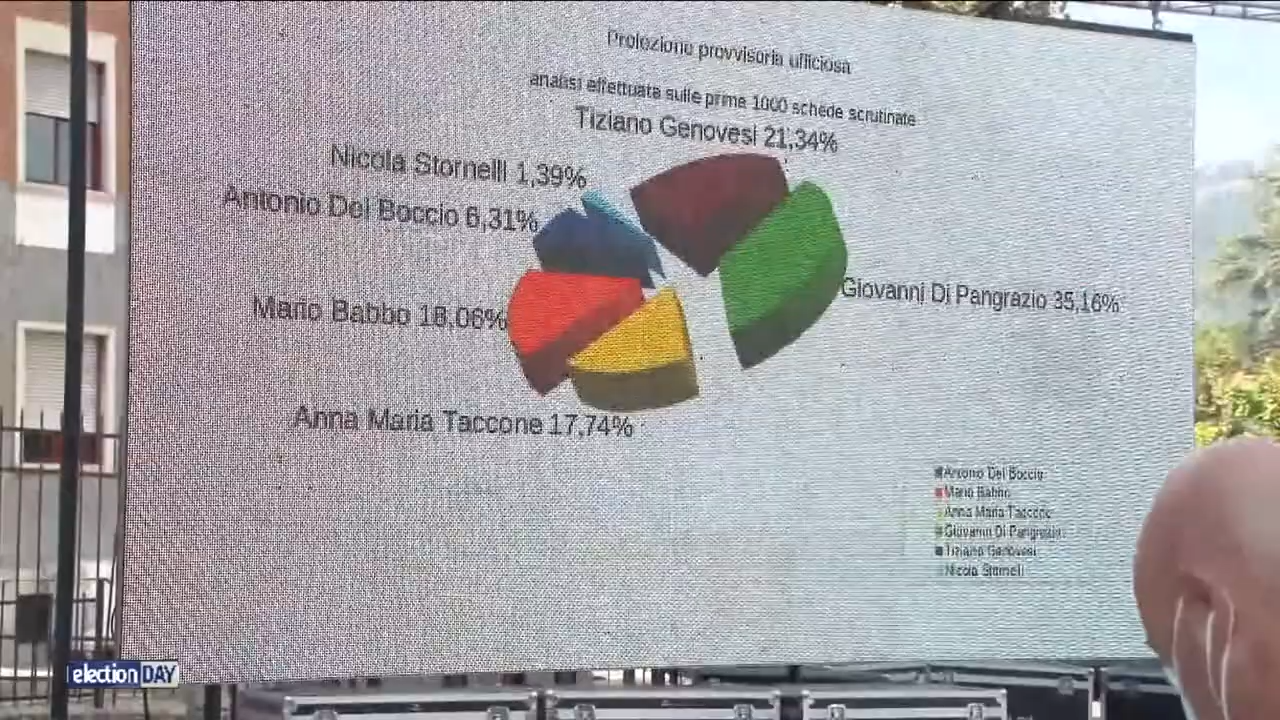 Proiezione provvisoria ufficiosa
analisi effettuata sulle prime 1000 schede scrutinate
Tiziano Genovesi 21,34%
Nicola Stornelli 1,39%
Antonio Del Boccio 6,31%
Giovanni Di Pangrazio 35,16%
Mario Babbo 18,06%
Anna Maria Taccone 17,74%
Antonio Del Boccio
Mario Babbo
Anna Maria Taccone
Giovanni Di Pangrazio
Tiziano Genovesi
Nicola Stornelli
election DAY